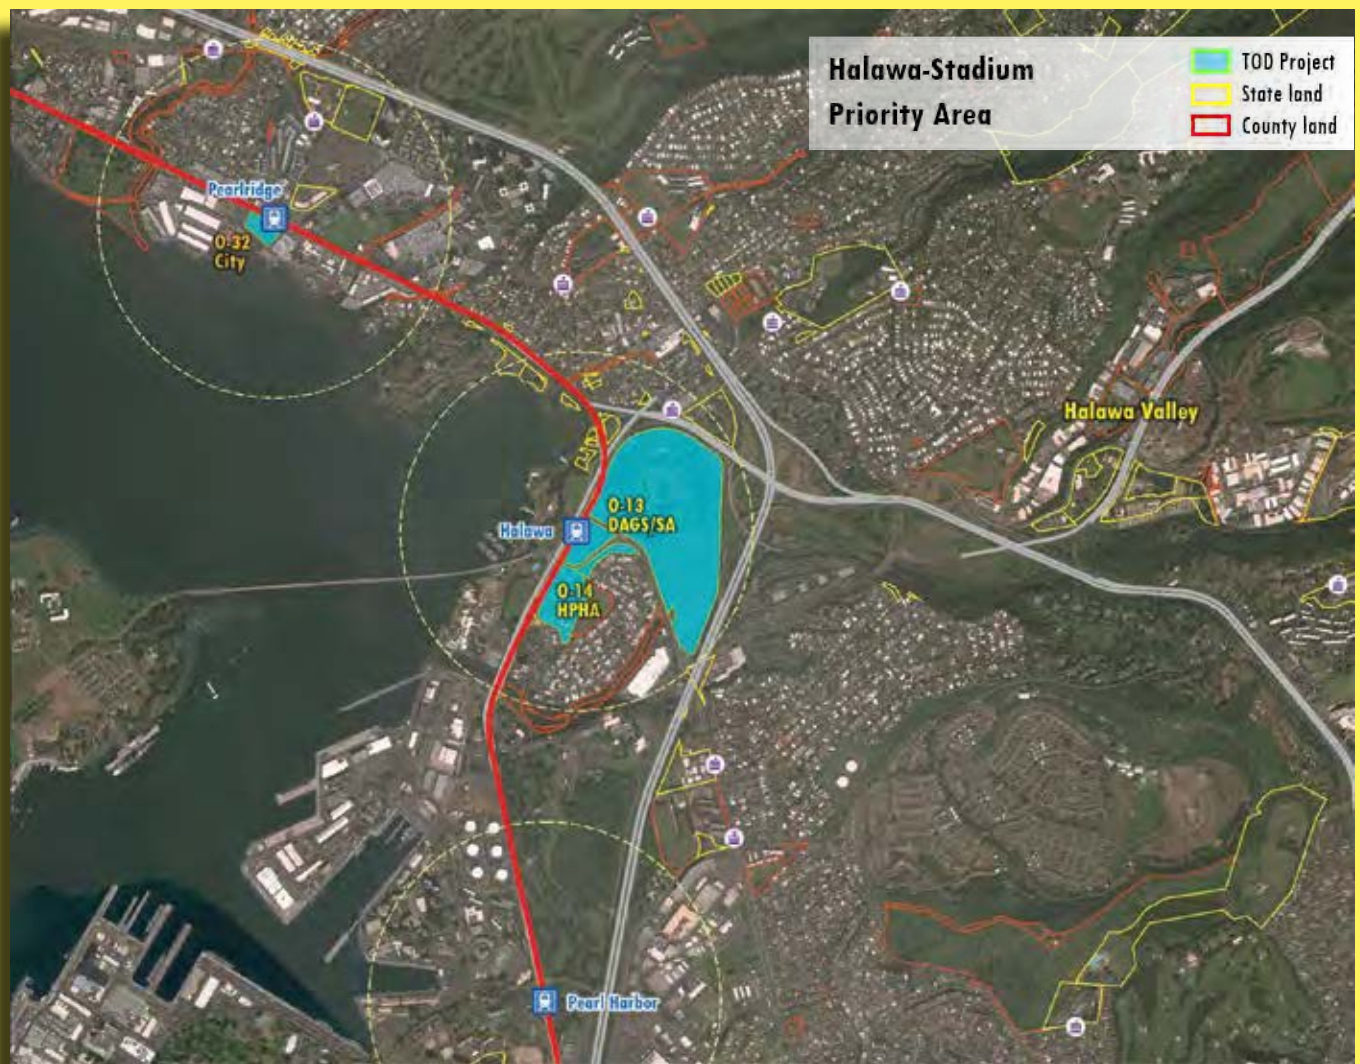 Halawa-Stadium
Priority Area
TOD Project
State land
County land
Pearlridge
O-32
City
Halawa Valley
O-13
DAGS/SA
Halawa
O-14
HPHA
Pearl Harbor